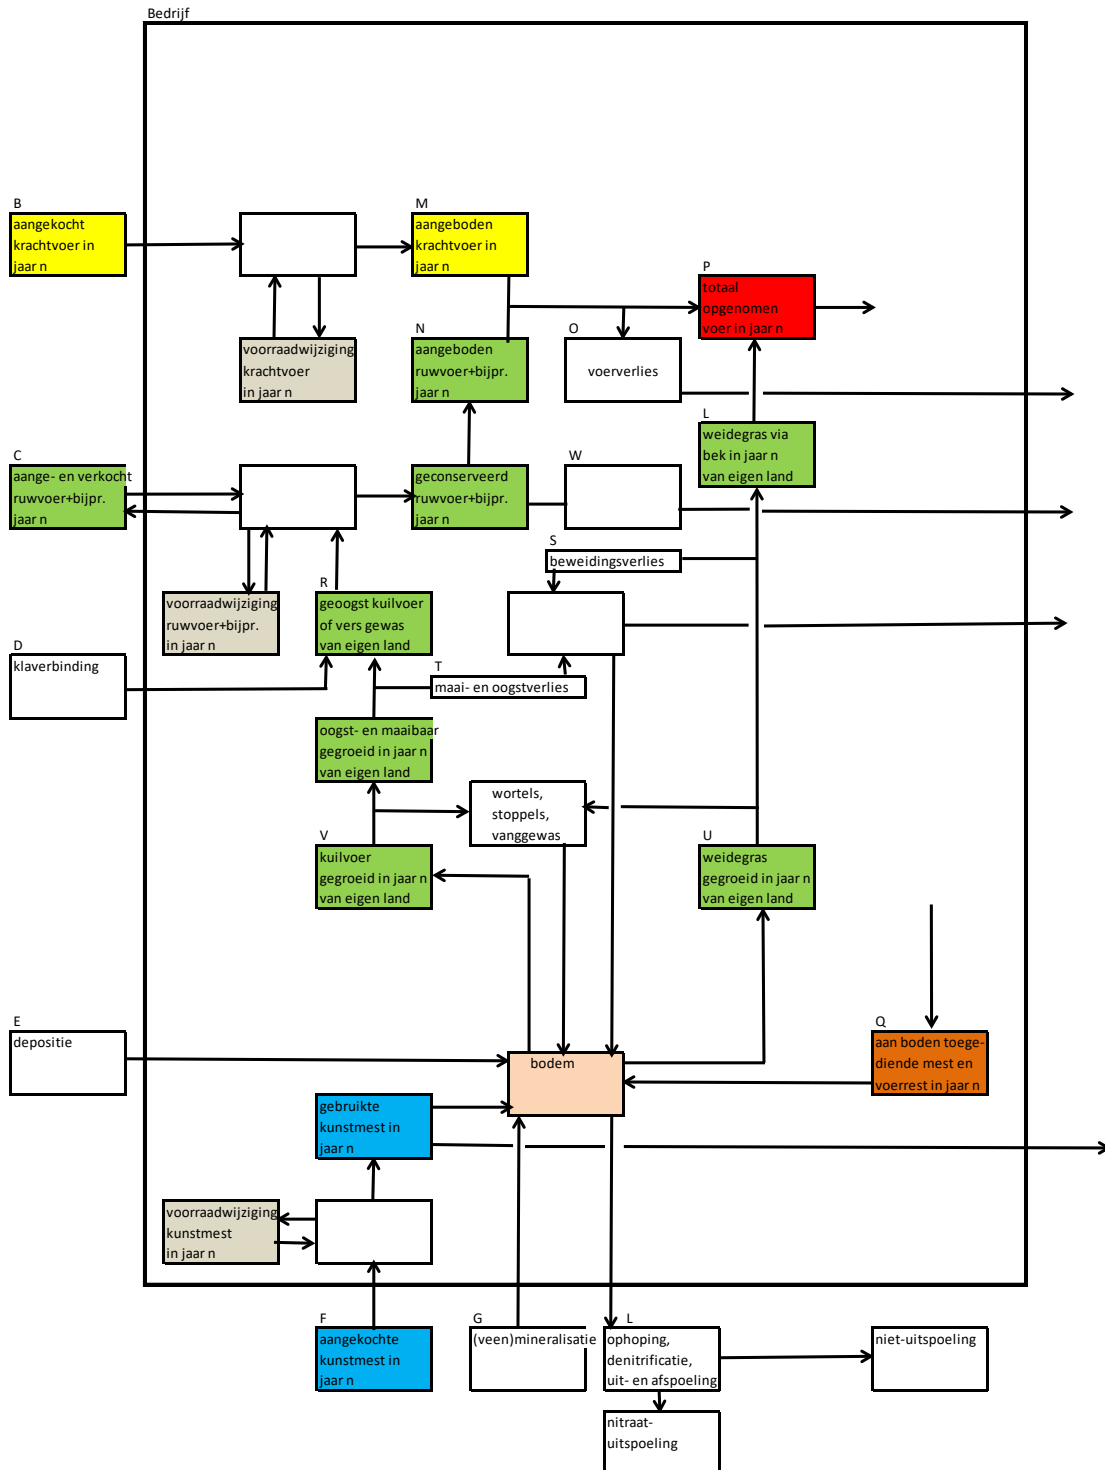 Bedrijf
B
aangekocht
krachtvoer in
jaar n
M
aangeboden
krachtvoer in
jaar n
P
totaal
opgenomen
voer in jaar n
voorraadwijziging
krachtvoer
in jaar n
N
aangeboden
ruwvoer+bijpr.
jaar n
O
voerverlies
L
weidegras via
bek in jaar n
van eigen land
C
aange- en verkocht
ruwvoer+bijpr.
jaar n
geconserveerd
ruwvoer+bijpr.
jaar n
W
S
beweidingsverlies
voorraadwijziging
ruwvoer+bijpr.
in jaar n
R
geoogst kuilvoer
of vers gewas
van eigen land
D
klaverbinding
T
maai- en oogstverlies
oogst- en maaibaar
gegroeid in jaar n
van eigen land
wortels,
stoppels,
vanggewas
V
kuilvoer
gegroeid in jaar n
van eigen land
U
weidegras
gegroeid in jaar n
van eigen land
E
depositie
bodem
Q
aan boden toege-
diende mest en
voerrest in jaar n
gebruikte
kunstmest in
jaar n
voorraadwijziging
kunstmest
in jaar n
F
aangekochte
kunstmest in
jaar n
G
(veen)mineralisatie
L
ophoping,
denitrificatie,
uit- en afspoeling
niet-uitspoeling
nitraat-
uitspoeling